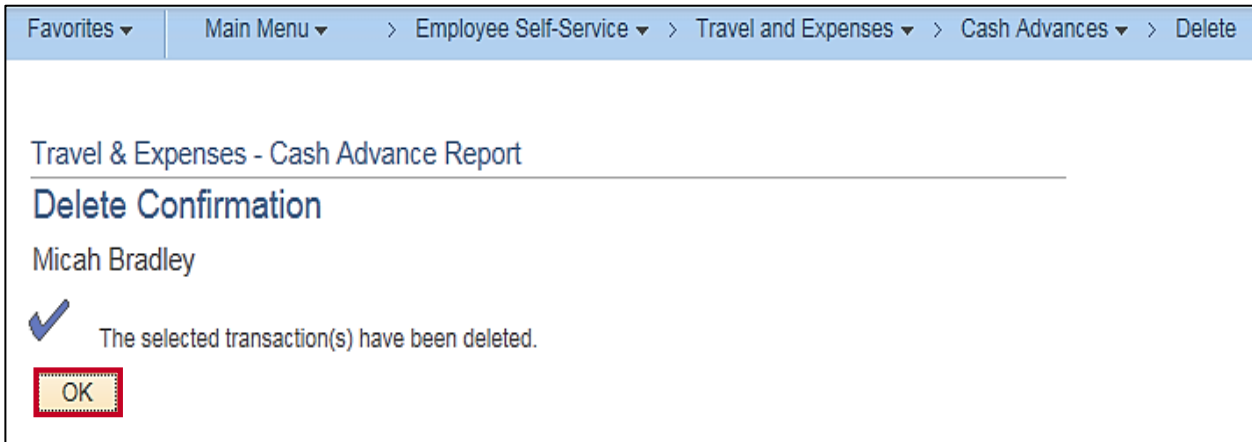 Favorites Main Menu > Employee Self-Service > Travel and Expenses > Cash Advances > Delete
Travel & Expenses - Cash Advance Report
Delete Confirmation
Micah Bradley
The selected transaction(s) have been deleted.
OK